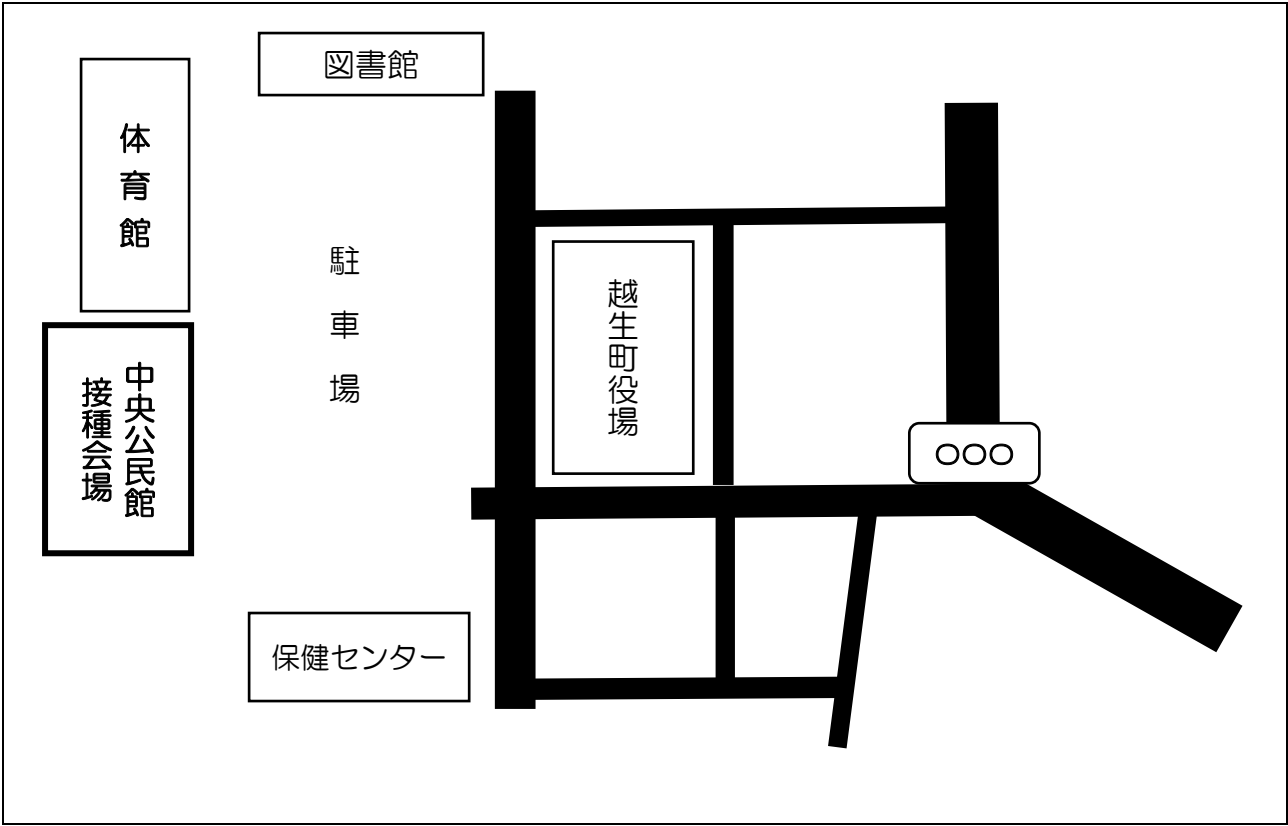 図書館
体育館
駐車場
越生町役場
中央公民館
接種会場
○○○
保健センター